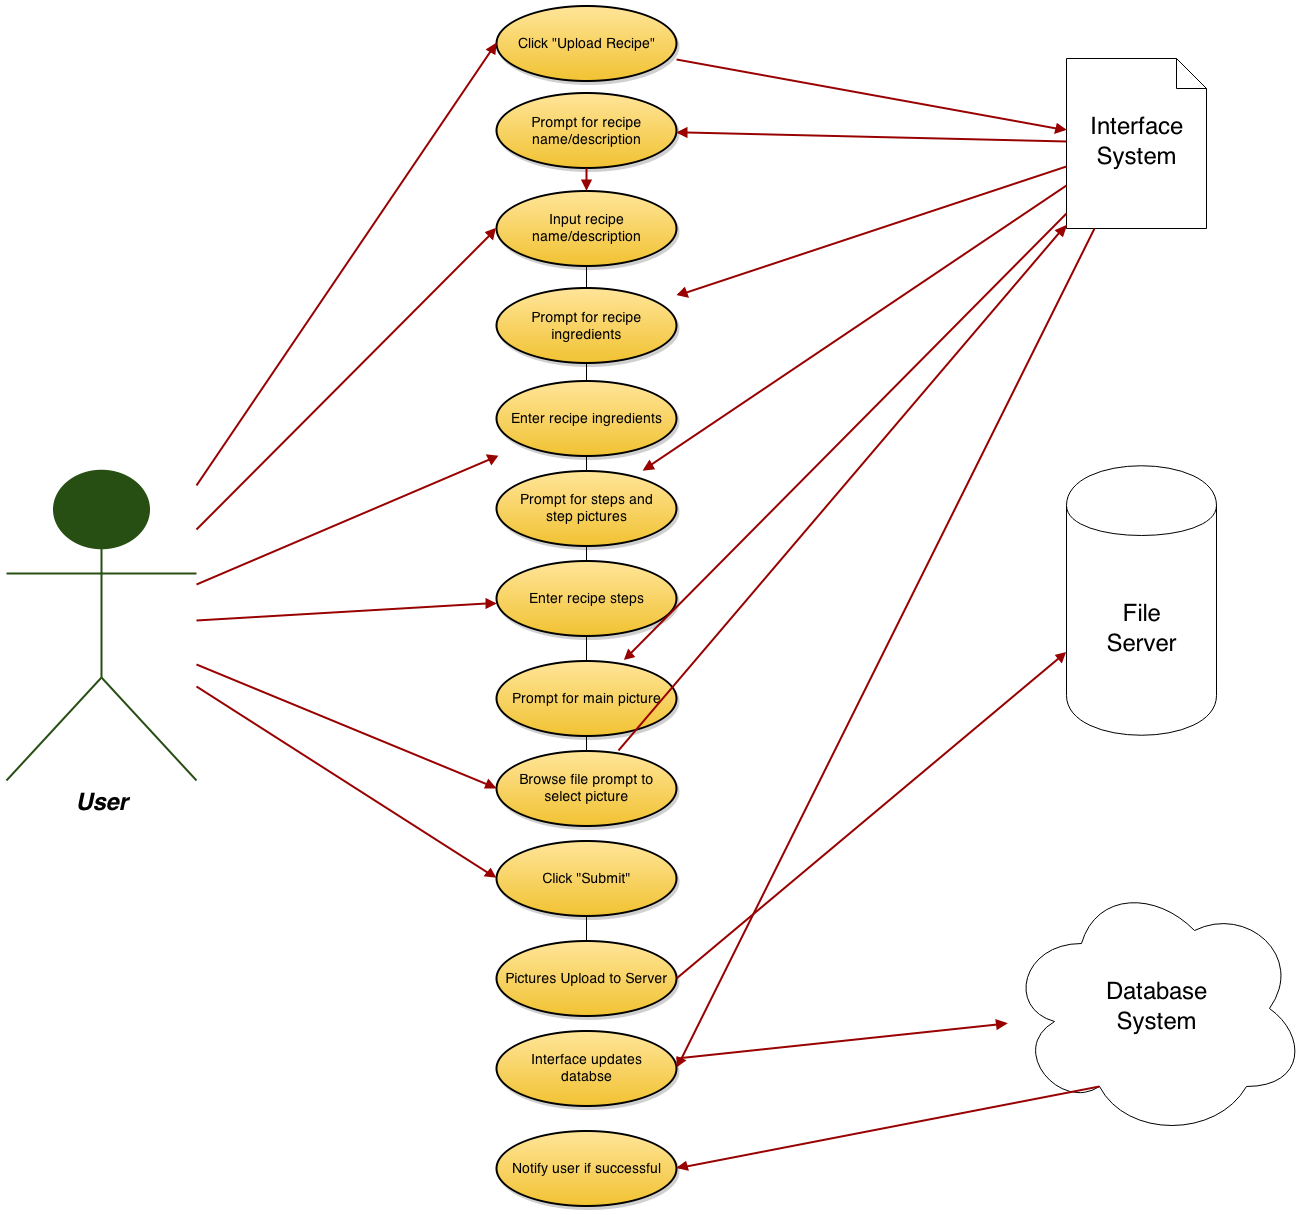 Click "Upload Recipe"
Prompt for recipe
name/description
Input recipe
name/description
Prompt for recipe
ingredients
Enter recipe ingredients
Prompt for steps and
step pictures
Enter recipe steps
Prompt for main picture
Browse file prompt to
select picture
Click "Submit"
Pictures Upload to Server
Interface updates
databse
Notify user if successful
User
Interface
System
File
Server
Database
System